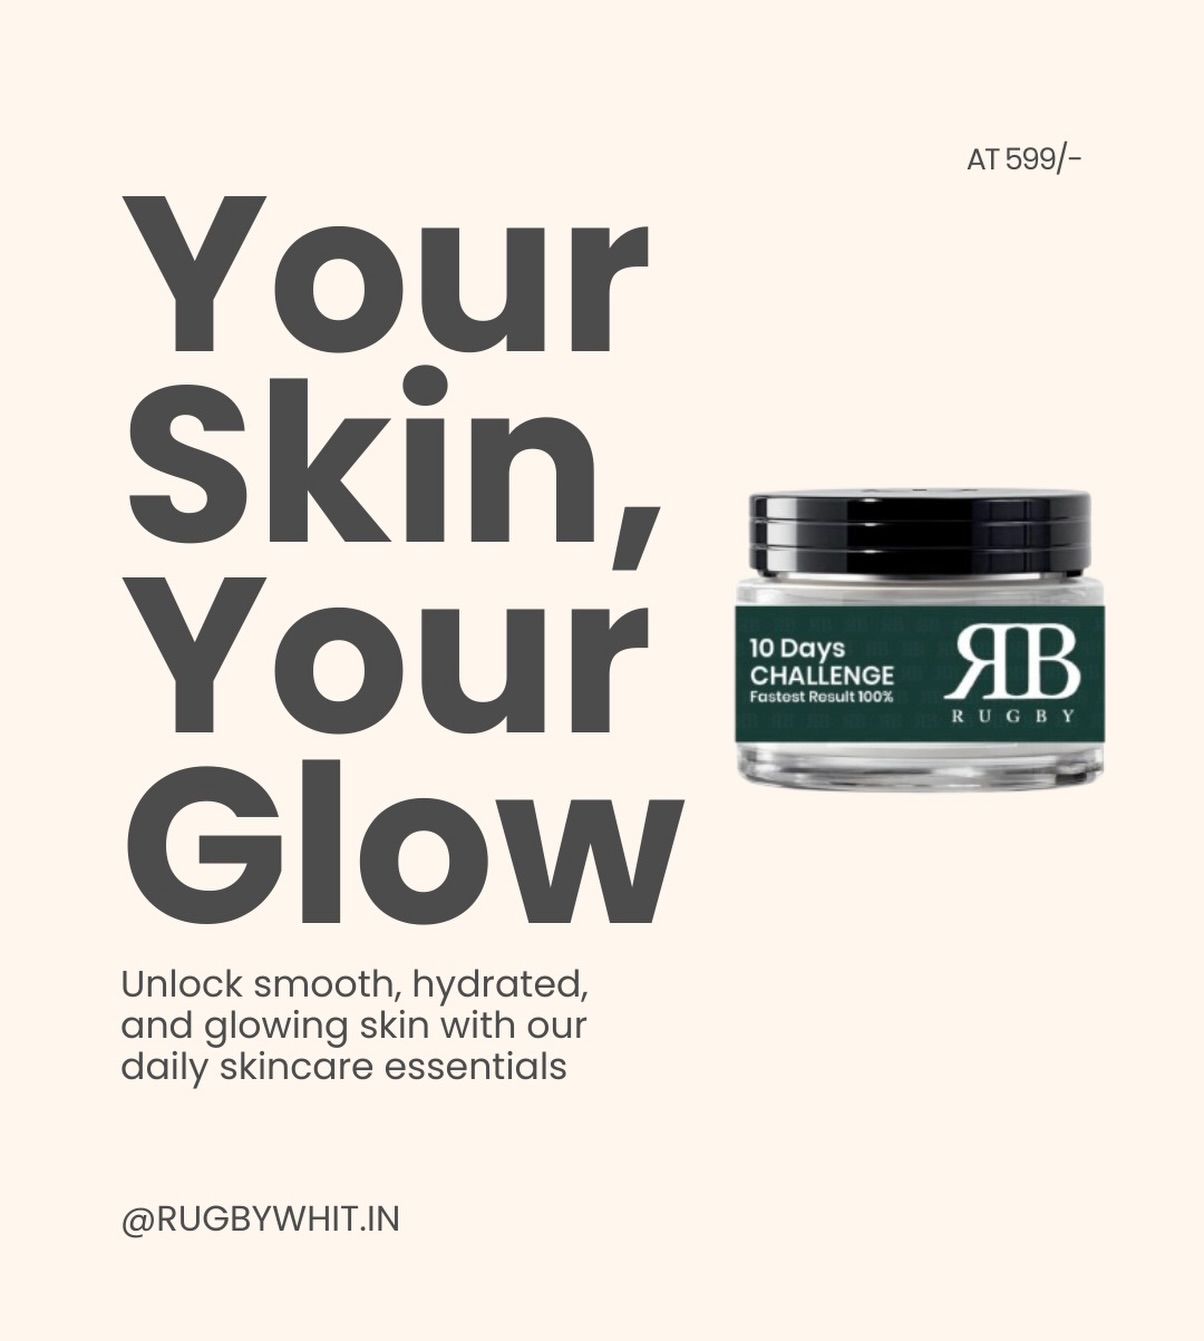 AT 599/-
Your
Skin,
Your
Glow
10 Days
CHALLENGE
Fastest Result 100%
RB
RUGBY
Unlock smooth, hydrated,
and glowing skin with our
daily skincare essentials
@RUGBYWHIT.IN